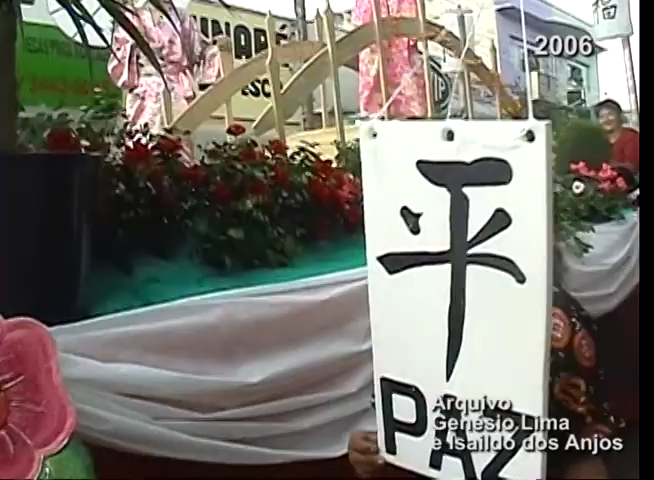 2006
平
PAZ
Arquivo
Genésio Lima
e Isaildo dos Anjos